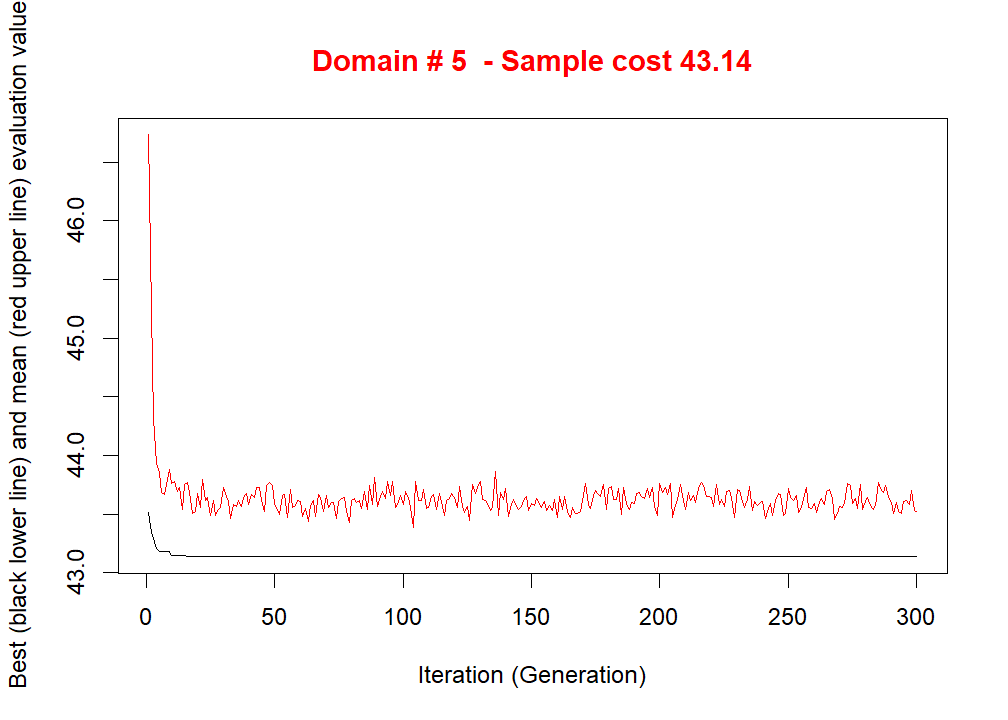 Domain # 5  - Sample cost 43.14
Best (black lower line) and mean (red upper line) evaluation value
46.0
45.0
44.0
43.0
0 50 100 150 200 250 300
Iteration (Generation)